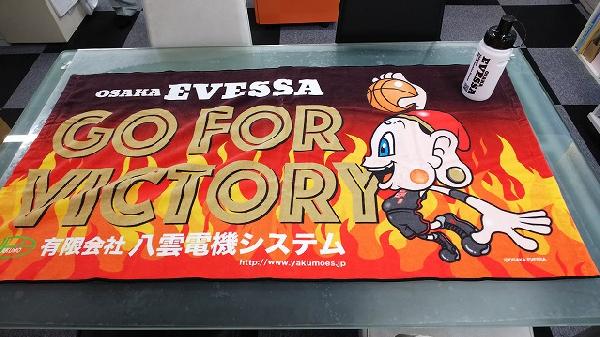 OSAKA EVESSA
GO FOR
VICTORY
有限会社 八雲電機システム
http://www.yakumoes.jp
OSAKA
EVESSA